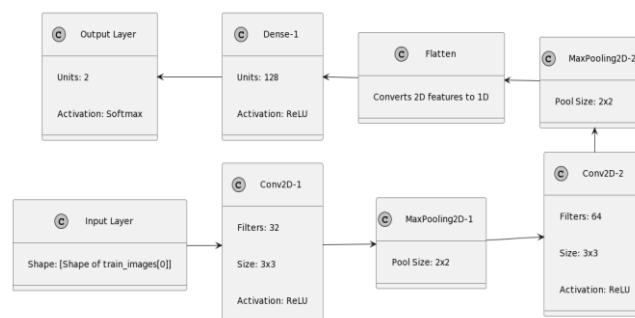 C Output Layer
Units: 2
Activation: Softmax
C Dense-1
Units: 128
Activation: ReLU
C Flatten
Converts 2D features to 1D
C MaxPooling2D-2
Pool Size: 2x2
C Input Layer
Shape: [Shape of train_images[0]]
C Conv2D-1
Filters: 32
Size: 3x3
Activation: ReLU
C MaxPooling2D-1
Pool Size: 2x2
C Conv2D-2
Filters: 64
Size: 3x3
Activation: ReLU